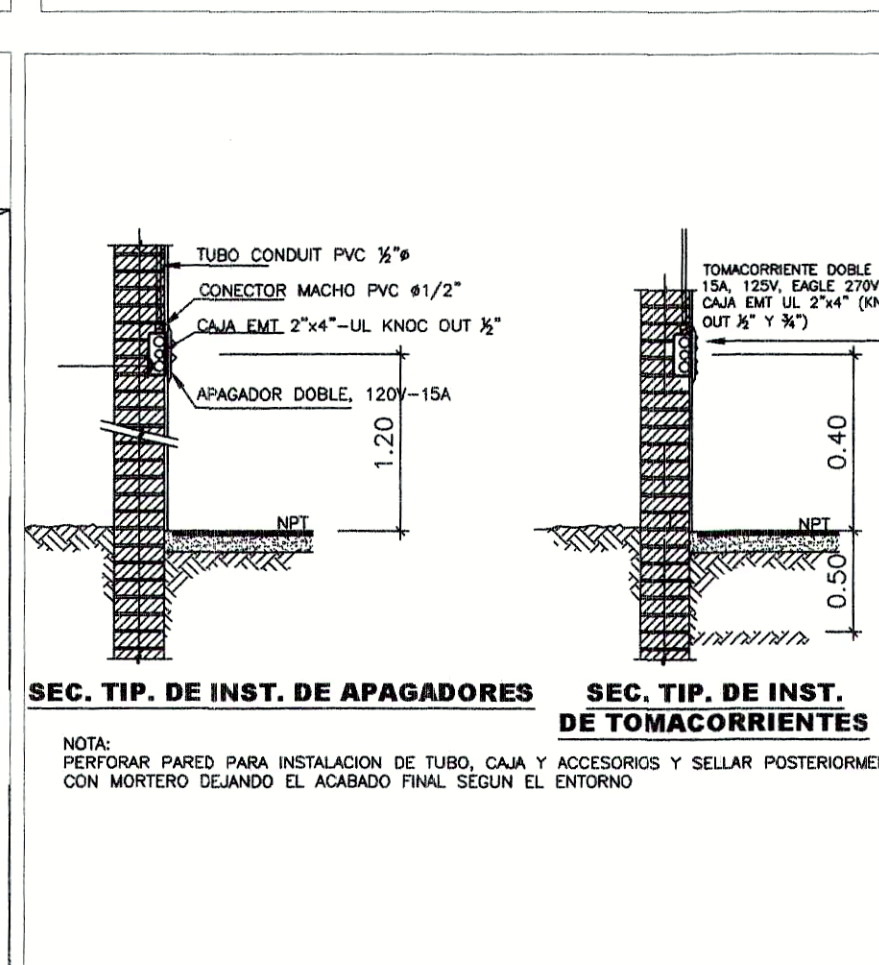 TUBO CONDUIT PVC ½"ø
CONECTOR MACHO PVC ø1/2"
CAJA EMT 2"x4"-UL KNOC OUT ½"
APAGADOR DOBLE, 120V-15A
1.20
NPT
SEC. TIP. DE INST. DE APAGADORES
TOMACORRIENTE DOBLE
15A, 125V, EAGLE 270V
CAJA EMT UL 2"x4" (KN
OUT ½" Y ¾")
0.40
NPT
0.50
SEC. TIP. DE INST.
DE TOMACORRIENTES
NOTA:
PERFORAR PARED PARA INSTALACION DE TUBO, CAJA Y ACCESORIOS Y SELLAR POSTERIORME
CON MORTERO DEJANDO EL ACABADO FINAL SEGUN EL ENTORNO